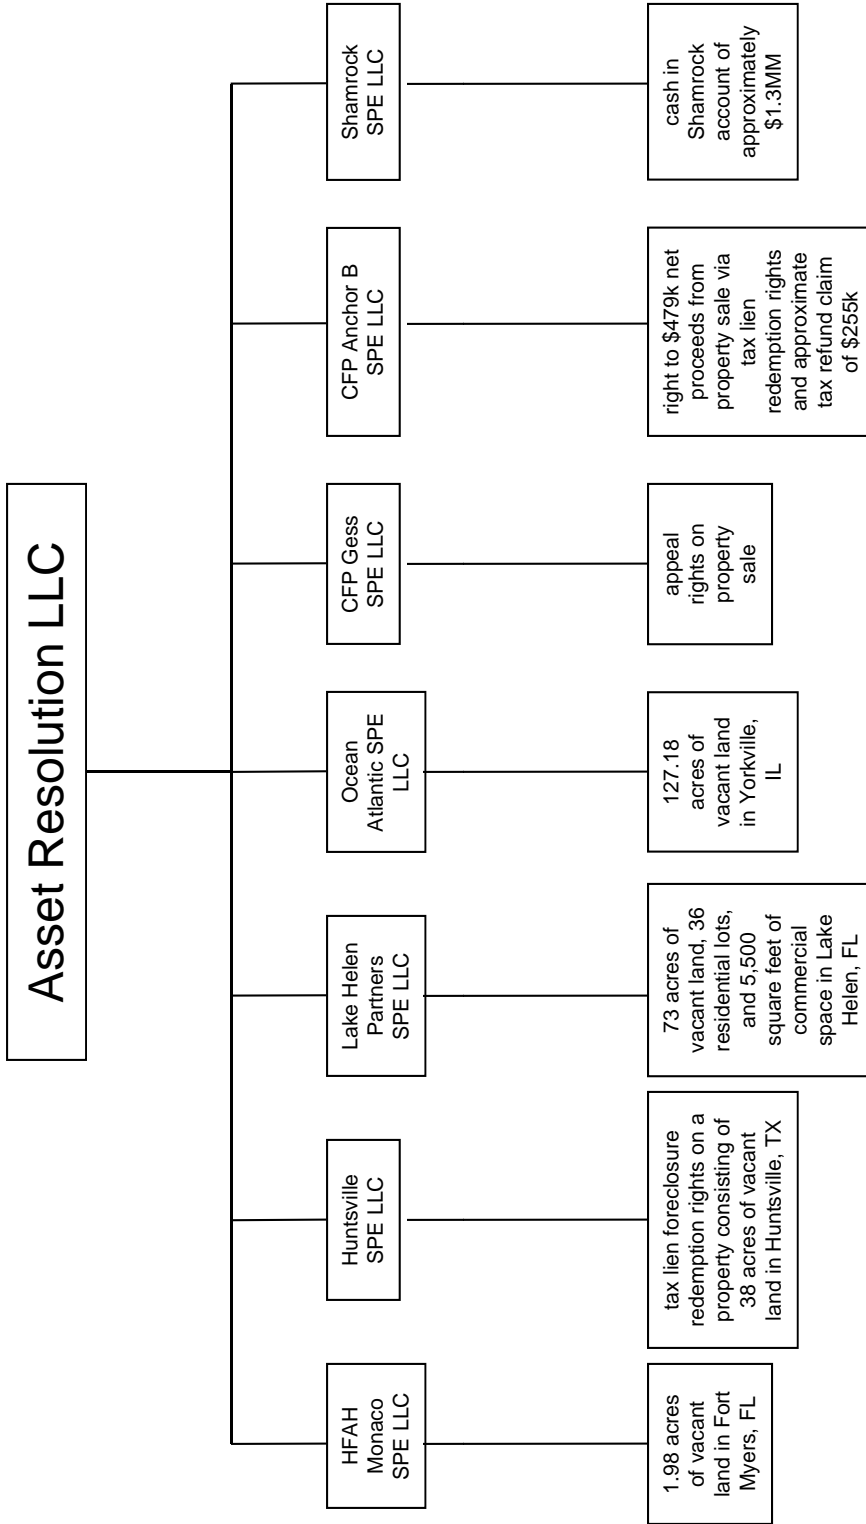 Asset Resolution LLC
HFAH
Monaco
SPE LLC
Huntsville
SPE LLC
Lake Helen
Partners
SPE LLC
Ocean
Atlantic SPE
LLC
CFP Gess
SPE LLC
CFP Anchor B
SPE LLC
Shamrock
SPE LLC
1.98 acres
of vacant
land in Fort
Myers, FL
tax lien foreclosure
redemption rights on a
property consisting of
38 acres of vacant
land in Huntsville, TX
73 acres of
vacant land, 36
residential lots,
and 5,500
square feet of
commercial
space in Lake
Helen, FL
127.18
acres of
vacant land
in Yorkville,
IL
appeal
rights on
property
sale
right to $479k net
proceeds from
property sale via
tax lien
redemption rights
and approximate
tax refund claim
of $255k
cash in
Shamrock
account of
approximately
$1.3MM